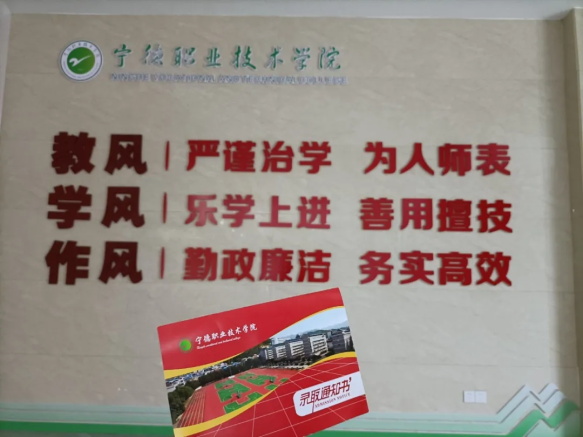 宁德职业技术学院
教风 严谨治学 为人师表
学风 乐学上进 善用擅技
作风 勤政廉洁 务实高效
宁德职业技术学院
录取通知书